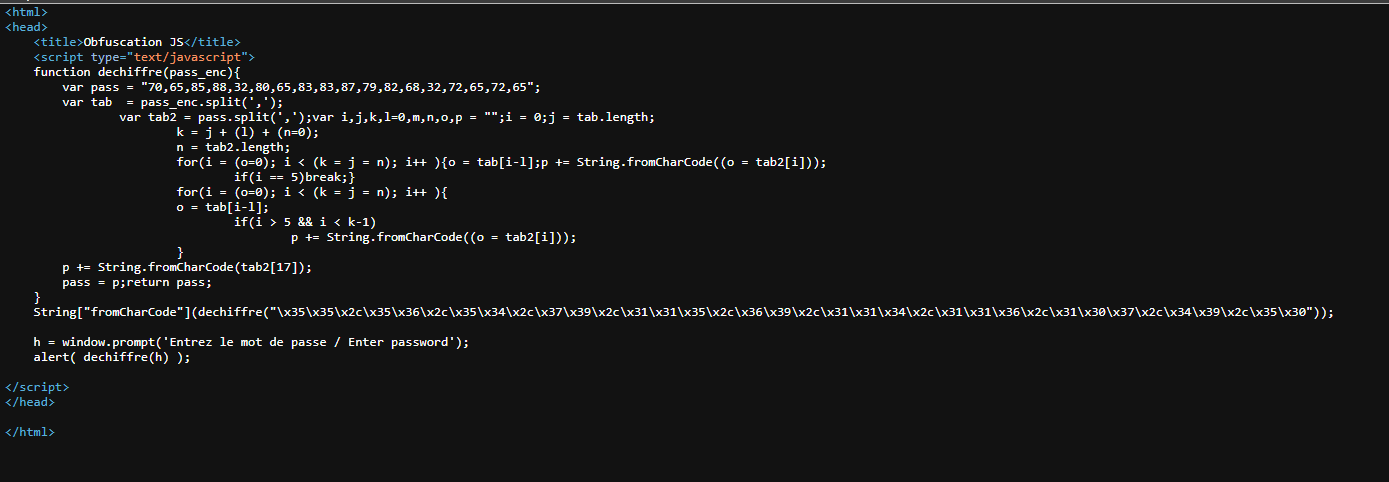 <html>
<head>
    <title>Obfuscation JS</title>
    <script type="text/javascript">
    function dechiffre(pass_enc){
        var pass = "70,65,85,88,32,80,65,83,83,87,79,82,68,32,72,65,72,65";
        var tab  = pass_enc.split(',');
                var tab2 = pass.split(',');var i,j,k,l=0,m,n,o,p = "";i = 0;j = tab.length;
                        k = j + (l) + (n=0);
                        n = tab2.length;
                        for(i = (o=0); i < (k = j = n); i++ ){o = tab[i-l];p += String.fromCharCode((o = tab2[i]));
                                if(i == 5)break;}
                        for(i = (o=0); i < (k = j = n); i++ ){
                        o = tab[i-l];
                                if(i > 5 && i < k-1)
                                        p += String.fromCharCode((o = tab2[i]));
                        }
        p += String.fromCharCode(tab2[17]);
        pass = p;return pass;
    }
    String["fromCharCode"](dechiffre("\x35\x35\x2c\x35\x36\x2c\x35\x34\x2c\x37\x39\x2c\x31\x31\x35\x2c\x36\x39\x2c\x31\x31\x34\x2c\x31\x31\x36\x2c\x31\x30\x37\x2c\x34\x39\x2c\x35\x30"));
    h = window.prompt('Entrez le mot de passe / Enter password');
    alert( dechiffre(h) );
</script>
</head>
</html>